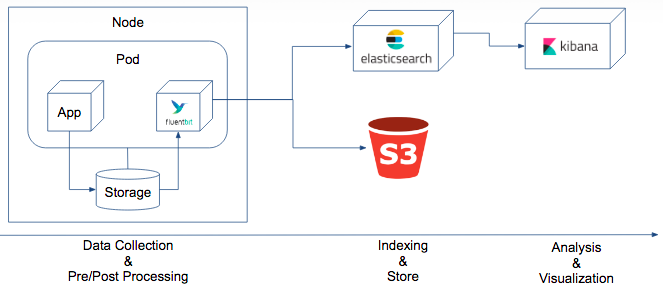 Node
Pod
App
fluentbit
Storage
elasticsearch
kibana
S3
Data Collection
&
Pre/Post Processing
Indexing
&
Store
Analysis
&
Visualization